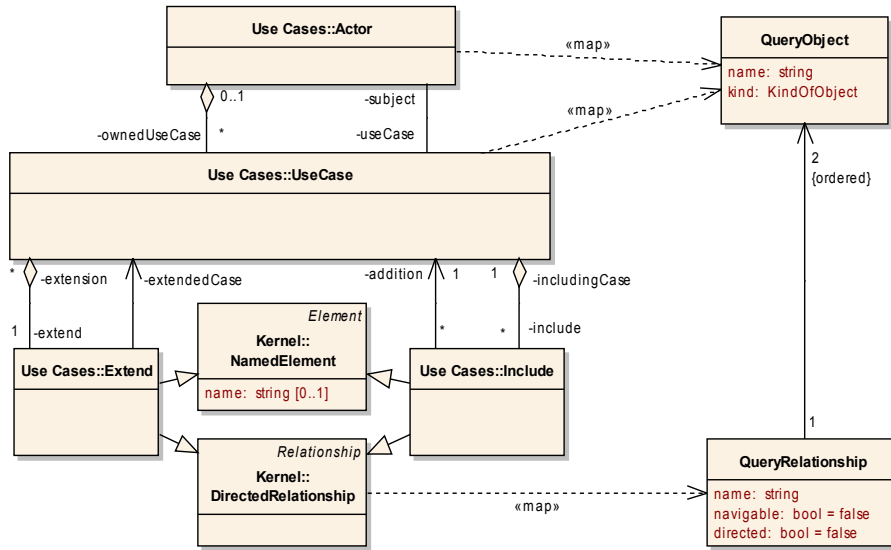 Use Cases::Actor
«map»
QueryObject
name: string
kind: KindOfObject
0..1
-subject
-ownedUseCase
*
-useCase
«map»
2
{ordered}
Use Cases::UseCase
*
-extension
-extendedCase
-addition
1
1
-includingCase
1
-extend
*
*
-include
Use Cases::Extend
Element
Kernel::
NamedElement
name: string [0..1]
Use Cases::Include
1
Relationship
Kernel::
DirectedRelationship
«map»
QueryRelationship
name: string
navigable: bool = false
directed: bool = false